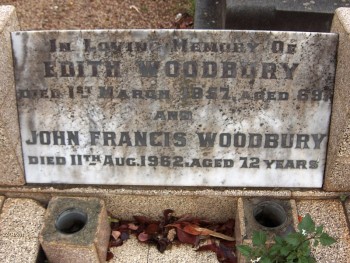 In Loving Memory Of
Edith Woodbury
Died 1st March 1957. Aged
And
John Francis Woodbury
Died 11th Aug. 1962. Aged 72 Years